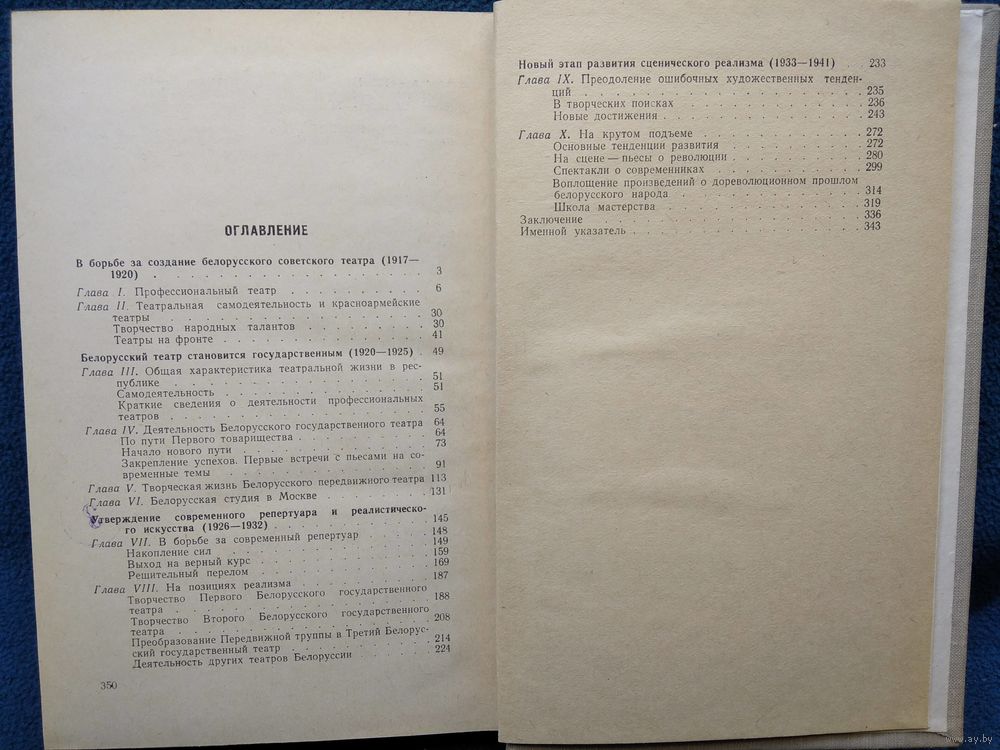 ОГЛАВЛЕНИЕ
В борьбе за создание белорусского советского театра (1917—
1920) . . . . . . . . . . . . . . 3
Глава I. Профессиональный театр . . . . . . . 6
Глава II. Театральная самодеятельность и красноармейские
театры . . . . . . . . . . . . . 30
Творчество народных талантов . . . . . . 30
Театры на фронте . . . . . . . . . . 41
Белорусский театр становится государственным (1920—1925) . 49
Глава III. Общая характеристика театральной жизни в рес-
публике . . . . . . . . . . . . . 51
Самодеятельность . . . . . . . . . . 51
Краткие сведения о деятельности профессиональных
театров . . . . . . . . . . . . . 55
Глава IV. Деятельность Белорусского государственного театра 64
По пути Первого товарищества . . . . . . 64
Начало нового пути . . . . . . . . . 73
Закрепление успехов. Первые встречи с пьесами на со-
временные темы . . . . . . . . . . 91
Глава V. Творческая жизнь Белорусского передвижного театра 113
Глава VI. Белорусская студия в Москве . . . . . 131
Утверждение современного репертуара и реалистическо-
го искусства (1926—1932) . . . . . . . . 145
Глава VII. В борьбе за современный репертуар . . . 148
Накопление сил . . . . . . . . . . 149
Выход на верный курс . . . . . . . . 159
Решительный перелом . . . . . . . . 169
Глава VIII. На позициях реализма . . . . . . 187
Творчество Первого Белорусского государственного
театра . . . . . . . . . . . . . 188
Творчество Второго Белорусского государственного
театра . . . . . . . . . . . . . 208
Преобразование Передвижной труппы в Третий Белорус-
ский государственный театр . . . . . . . 214
Деятельность других театров Белоруссии . . . . 224
350
Новый этап развития сценического реализма (1933—1941) . . 233
Глава IX. Преодоление ошибочных художественных тенден-
ций . . . . . . . . . . . . . . 235
В творческих поисках . . . . . . . . . 236
Новые достижения . . . . . . . . . . 243
Глава X. На крутом подъеме . . . . . . . . 272
Основные тенденции развития . . . . . . 272
На сцене — пьесы о революции . . . . . . 280
Спектакли о современниках . . . . . . . 299
Воплощение произведений о дореволюционном прошлом
белорусского народа . . . . . . . . . 314
Школа мастерства . . . . . . . . . . 319
Заключение . . . . . . . . . . . . . 336
Именной указатель . . . . . . . . . . . 343
www.ay.by